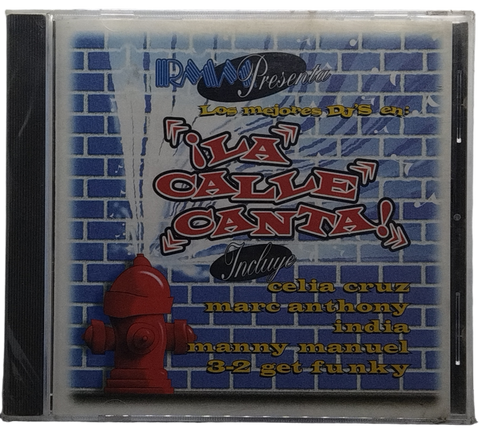 RMM Presenta
Los mejores Dj'S en:
¡LA
CALLE
CANTA!
Incluye
celia cruz
marc anthony
india
manny manuel
3-2 get funky